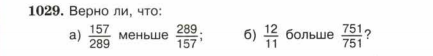 1029. Верно ли, что:
а) 157/289 меньше 289/157; б) 12/11 больше 751/751?